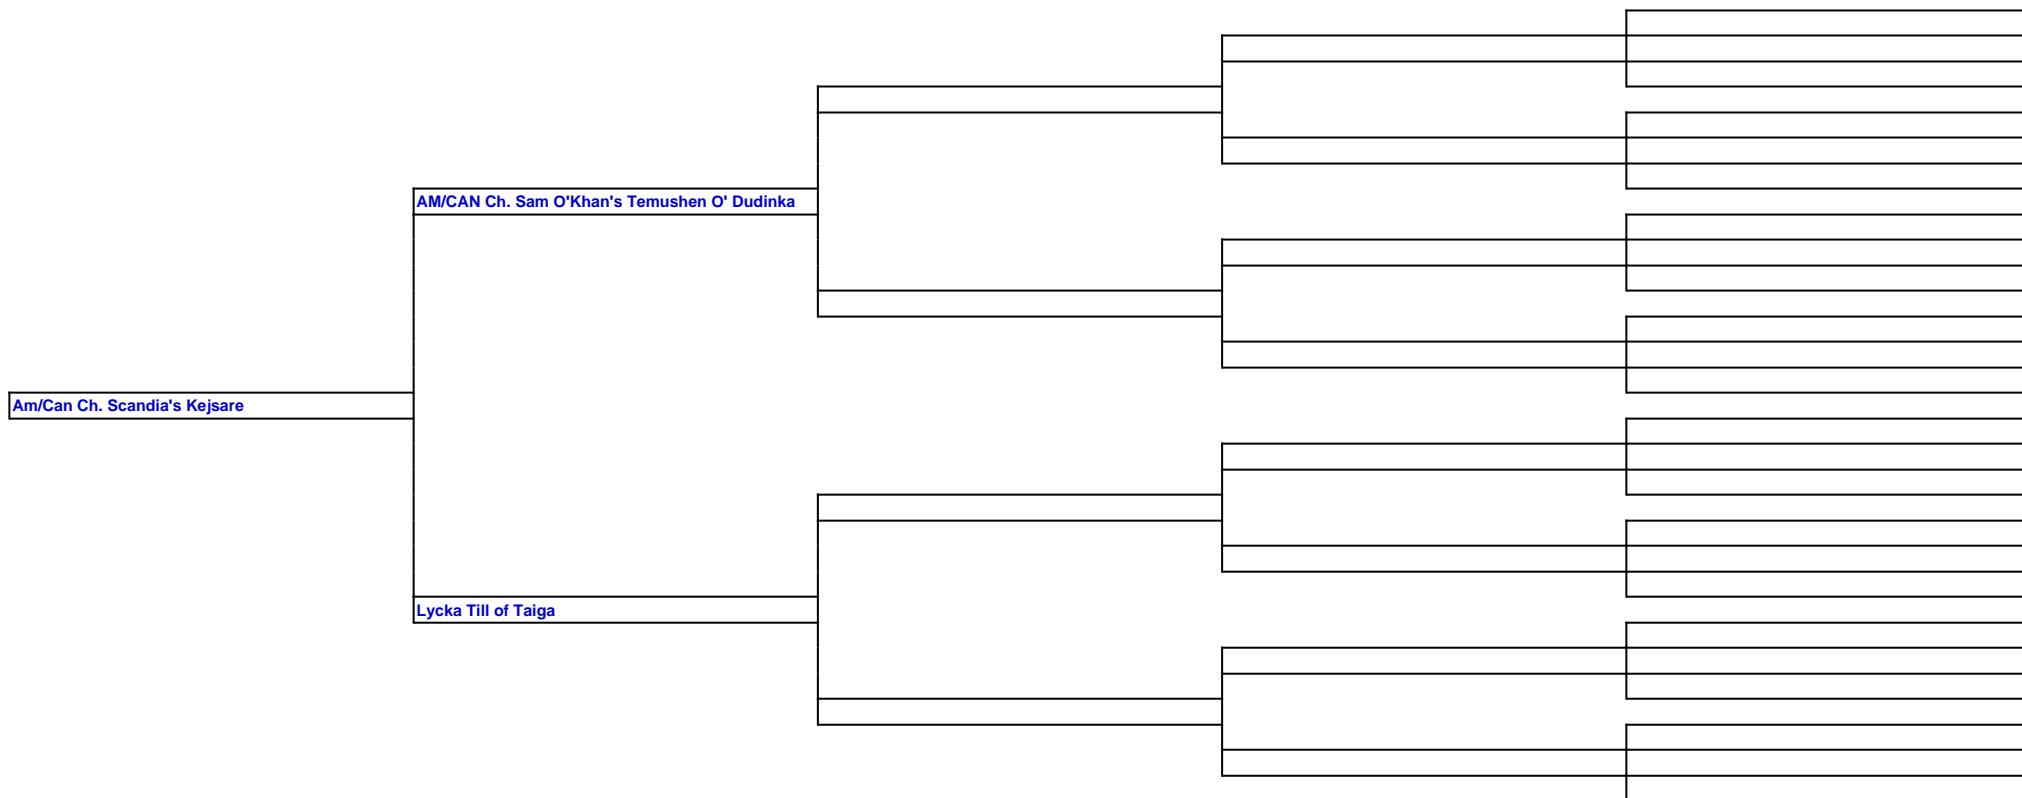 AM/CAN Ch. Sam O'Khan's Temushen O' Dudinka
Am/Can Ch. Scandia's Kejsare
Lycka Till of Taiga